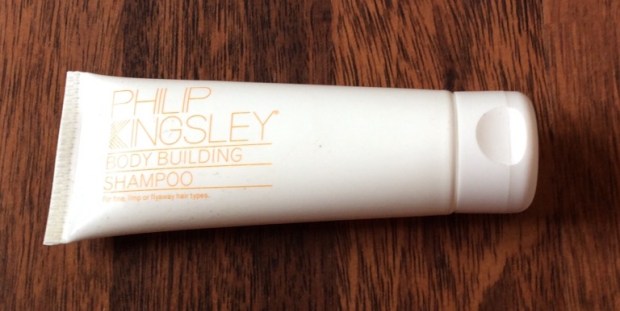 PHILIP
KINGSLEY®
BODY BUILDING
SHAMPOO
for fine, limp or flyaway hair types.